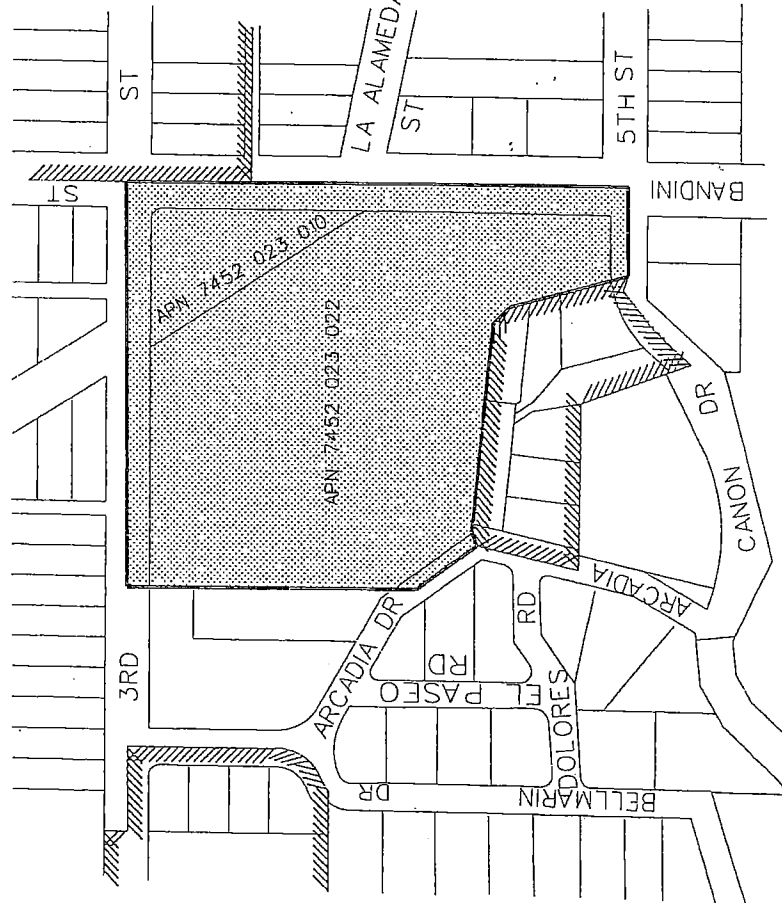 ST
LA ALAMEDA
ST
5TH ST
ST
BANDINI
APN 7452 023 010
APN 7452 023 022
3RD
ARCADIA DR
RD
EL PASEO
RD
DOLORES
ARCADIA
CANON
DR
DR
BELLMARIN